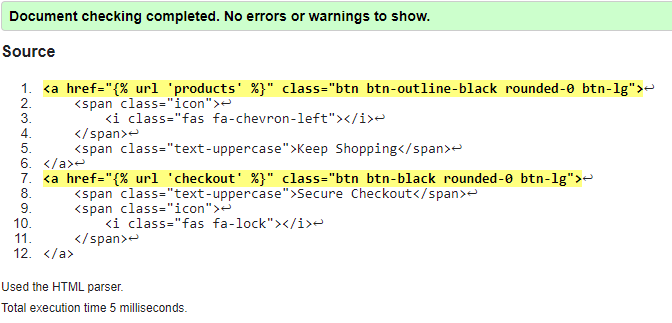 Document checking completed. No errors or warnings to show.
Source
1. <a href="{% url 'products' %}" class="btn btn-outline-black rounded-0 btn-lg">↩
2. <span class="icon">↩
3. <i class="fas fa-chevron-left"></i>↩
4. </span>↩
5. <span class="text-uppercase">Keep Shopping</span>↩
6. </a>↩
7. <a href="{% url 'checkout' %}" class="btn btn-black rounded-0 btn-lg">↩
8. <span class="text-uppercase">Secure Checkout</span>↩
9. <span class="icon">↩
10. <i class="fas fa-lock"></i>↩
11. </span>↩
12. </a>
Used the HTML parser.
Total execution time 5 milliseconds.